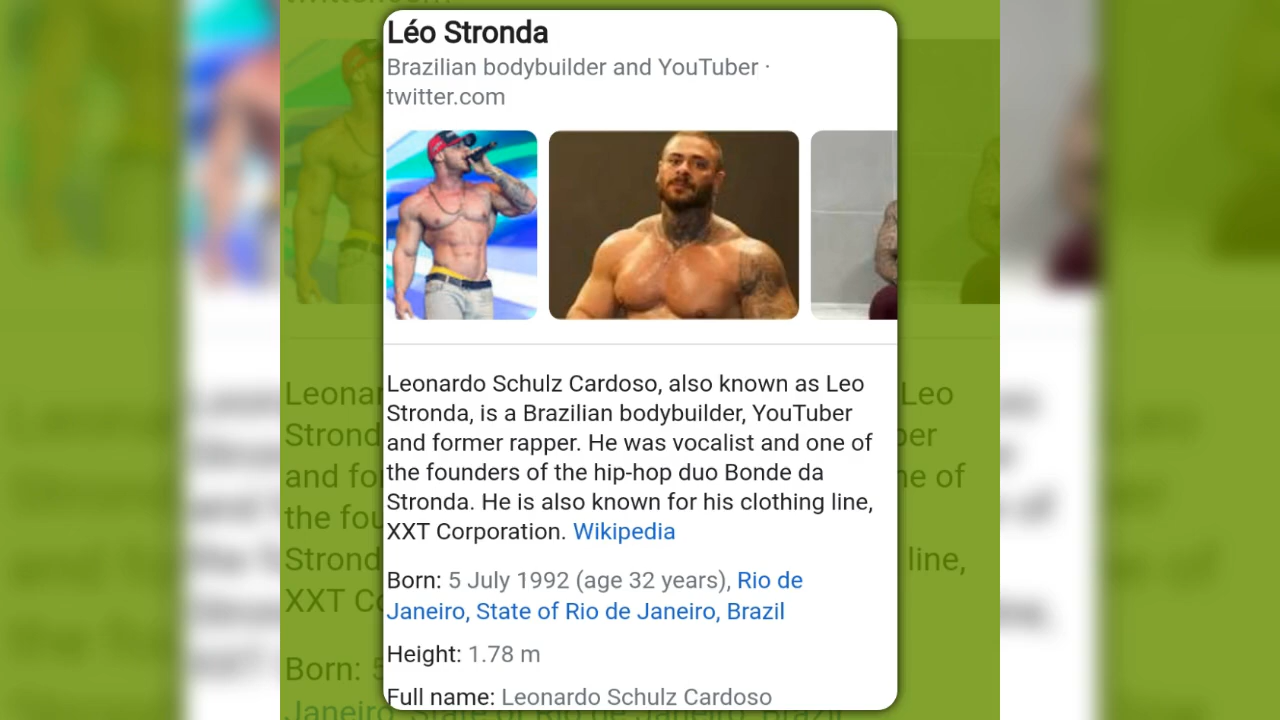 Léo Stronda
Brazilian bodybuilder and YouTuber ·
twitter.com
Leonardo Schulz Cardoso, also known as Leo
Stronda, is a Brazilian bodybuilder, YouTuber
and former rapper. He was vocalist and one of
the founders of the hip-hop duo Bonde da
Stronda. He is also known for his clothing line,
XXT Corporation. Wikipedia
Born: 5 July 1992 (age 32 years), Rio de
Janeiro, State of Rio de Janeiro, Brazil
Height: 1.78 m
Full name: Leonardo Schulz Cardoso